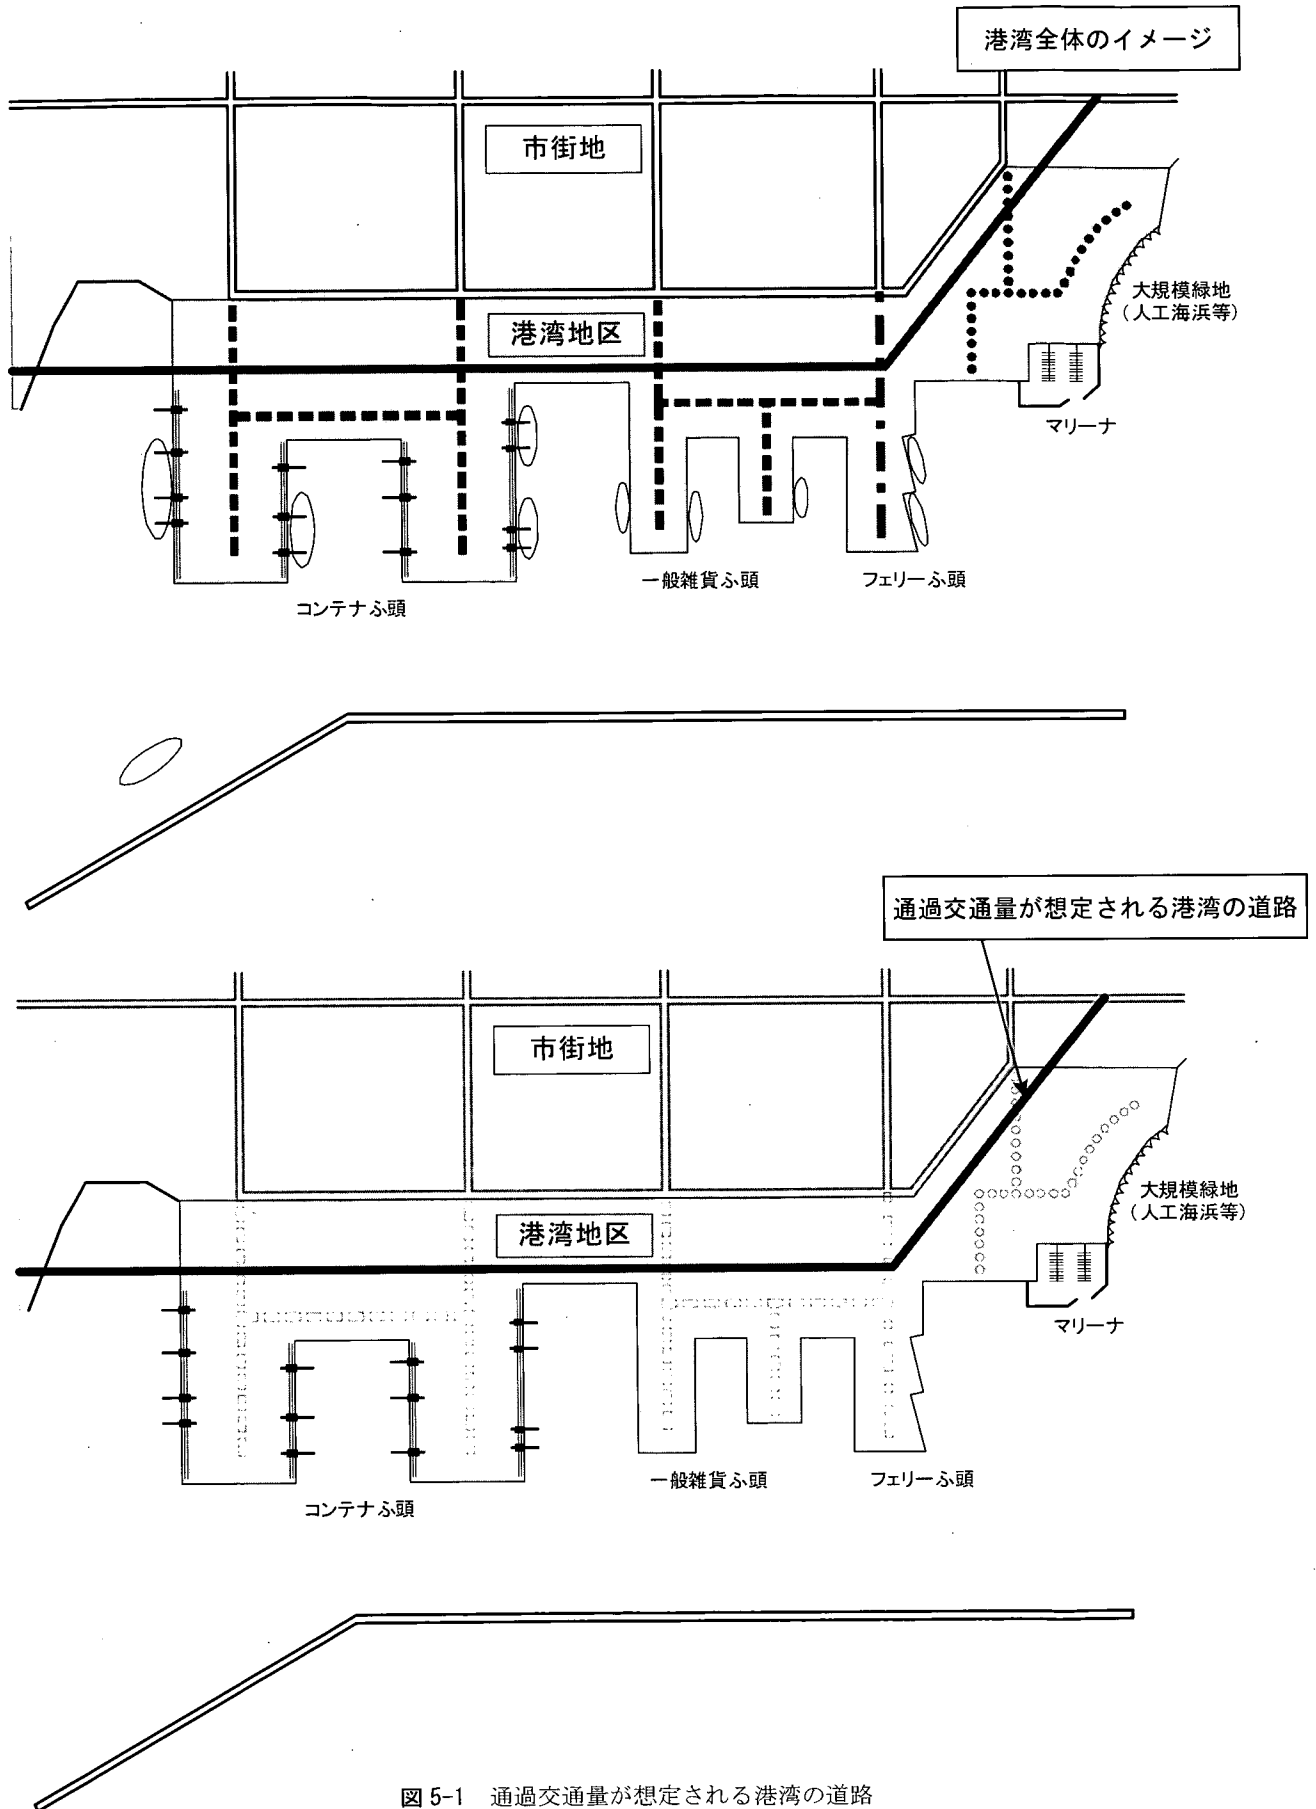 港湾全体のイメージ
市街地
大規模緑地
（人工海浜等）
港湾地区
マリーナ
一般雑貨ふ頭
フェリーふ頭
コンテナふ頭
通過交通量が想定される港湾の道路
市街地
大規模緑地
（人工海浜等）
港湾地区
マリーナ
一般雑貨ふ頭
フェリーふ頭
コンテナふ頭
図 5-1 通過交通量が想定される港湾の道路